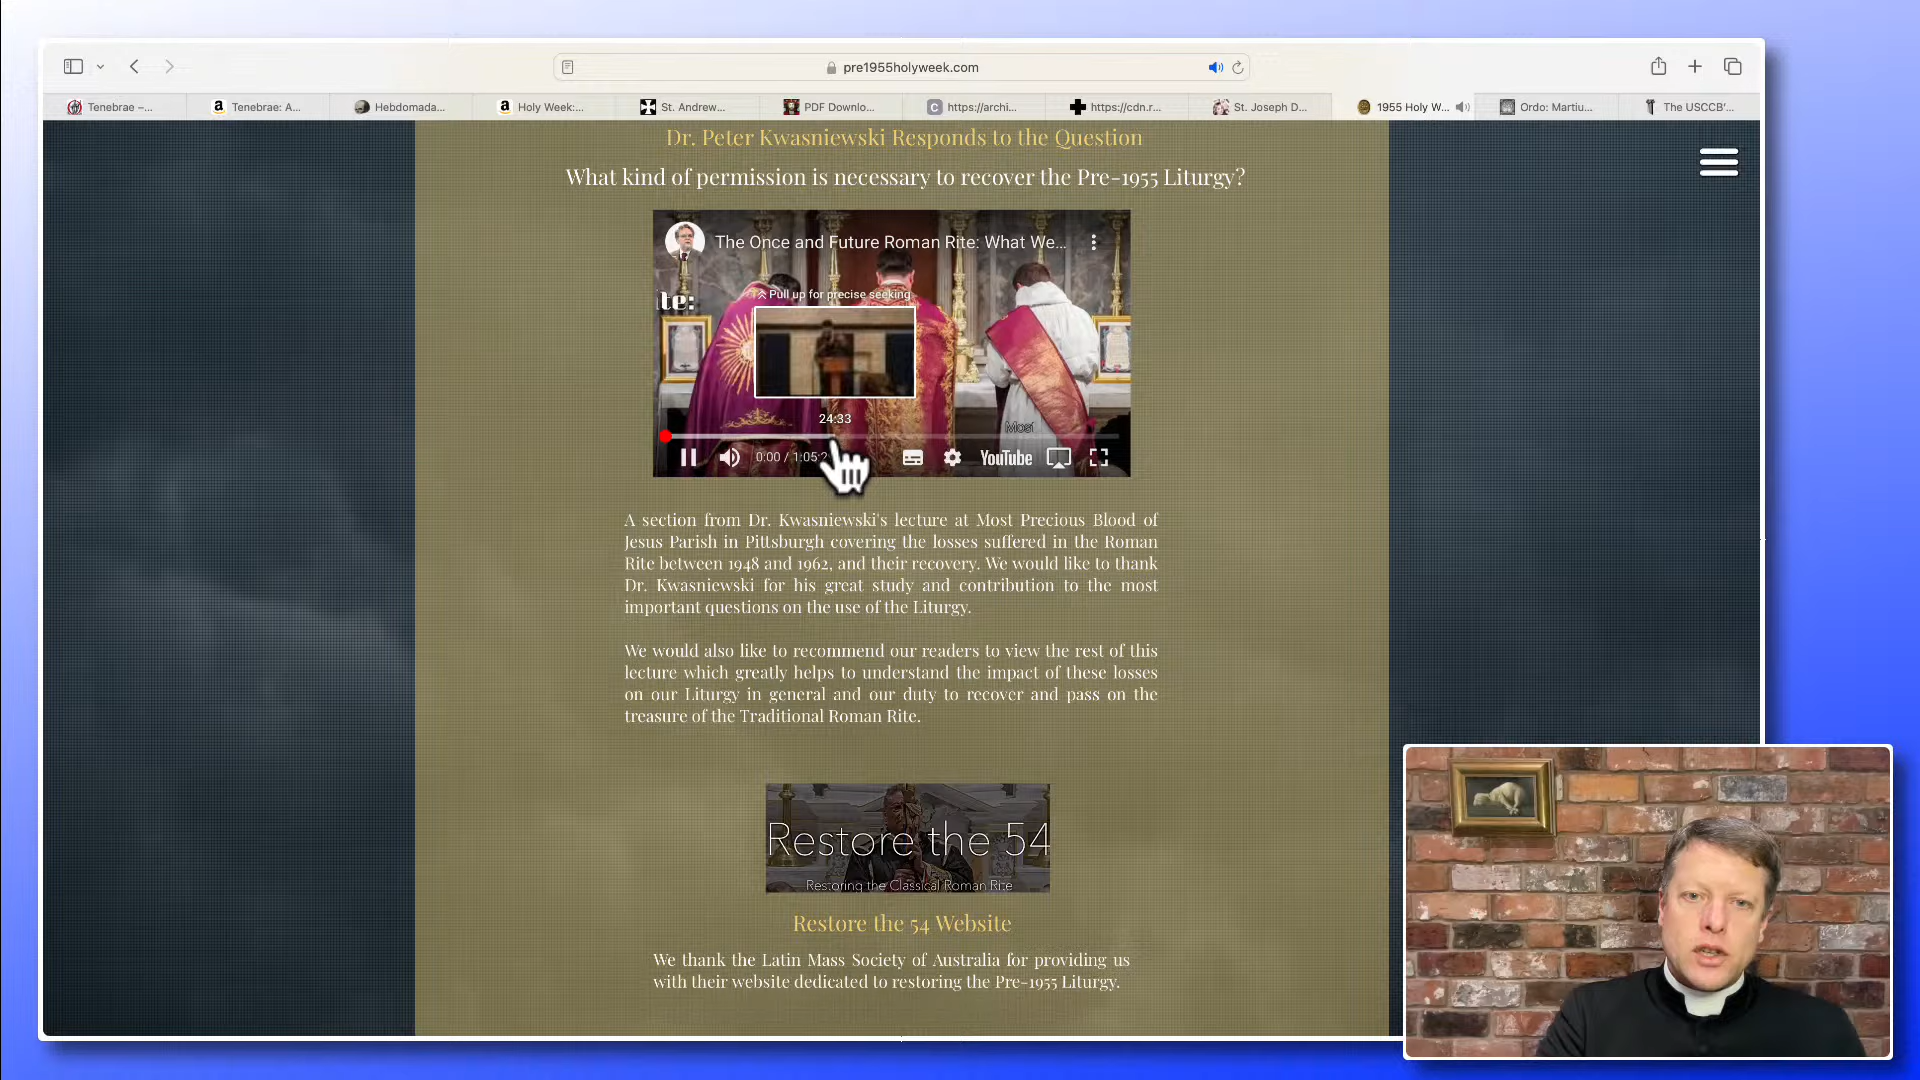 pre1955holyweek.com
Tenebrae –...
Tenebrae: A...
Hebdomada...
Holy Week:...
St. Andrew...
PDF Downlo...
https://archi...
https://cdn.r...
St. Joseph D...
1955 Holy W...
Ordo: Martiu...
The USCCB'...
Dr. Peter Kwasniewski Responds to the Question
What kind of permission is necessary to recover the Pre-1955 Liturgy?
The Once and Future Roman Rite: What We...
te:
Pull up for precise seeking
24:33
Most
0:00 / 1:05:2
YouTube
A section from Dr. Kwasniewski's lecture at Most Precious Blood of
Jesus Parish in Pittsburgh covering the losses suffered in the Roman
Rite between 1948 and 1962, and their recovery. We would like to thank
Dr. Kwasniewski for his great study and contribution to the most
important questions on the use of the Liturgy.
We would also like to recommend our readers to view the rest of this
lecture which greatly helps to understand the impact of these losses
on our Liturgy in general and our duty to recover and pass on the
treasure of the Traditional Roman Rite.
Restore the 54
Restoring the Classical Roman Rite
Restore the 54 Website
We thank the Latin Mass Society of Australia for providing us
with their website dedicated to restoring the Pre-1955 Liturgy.